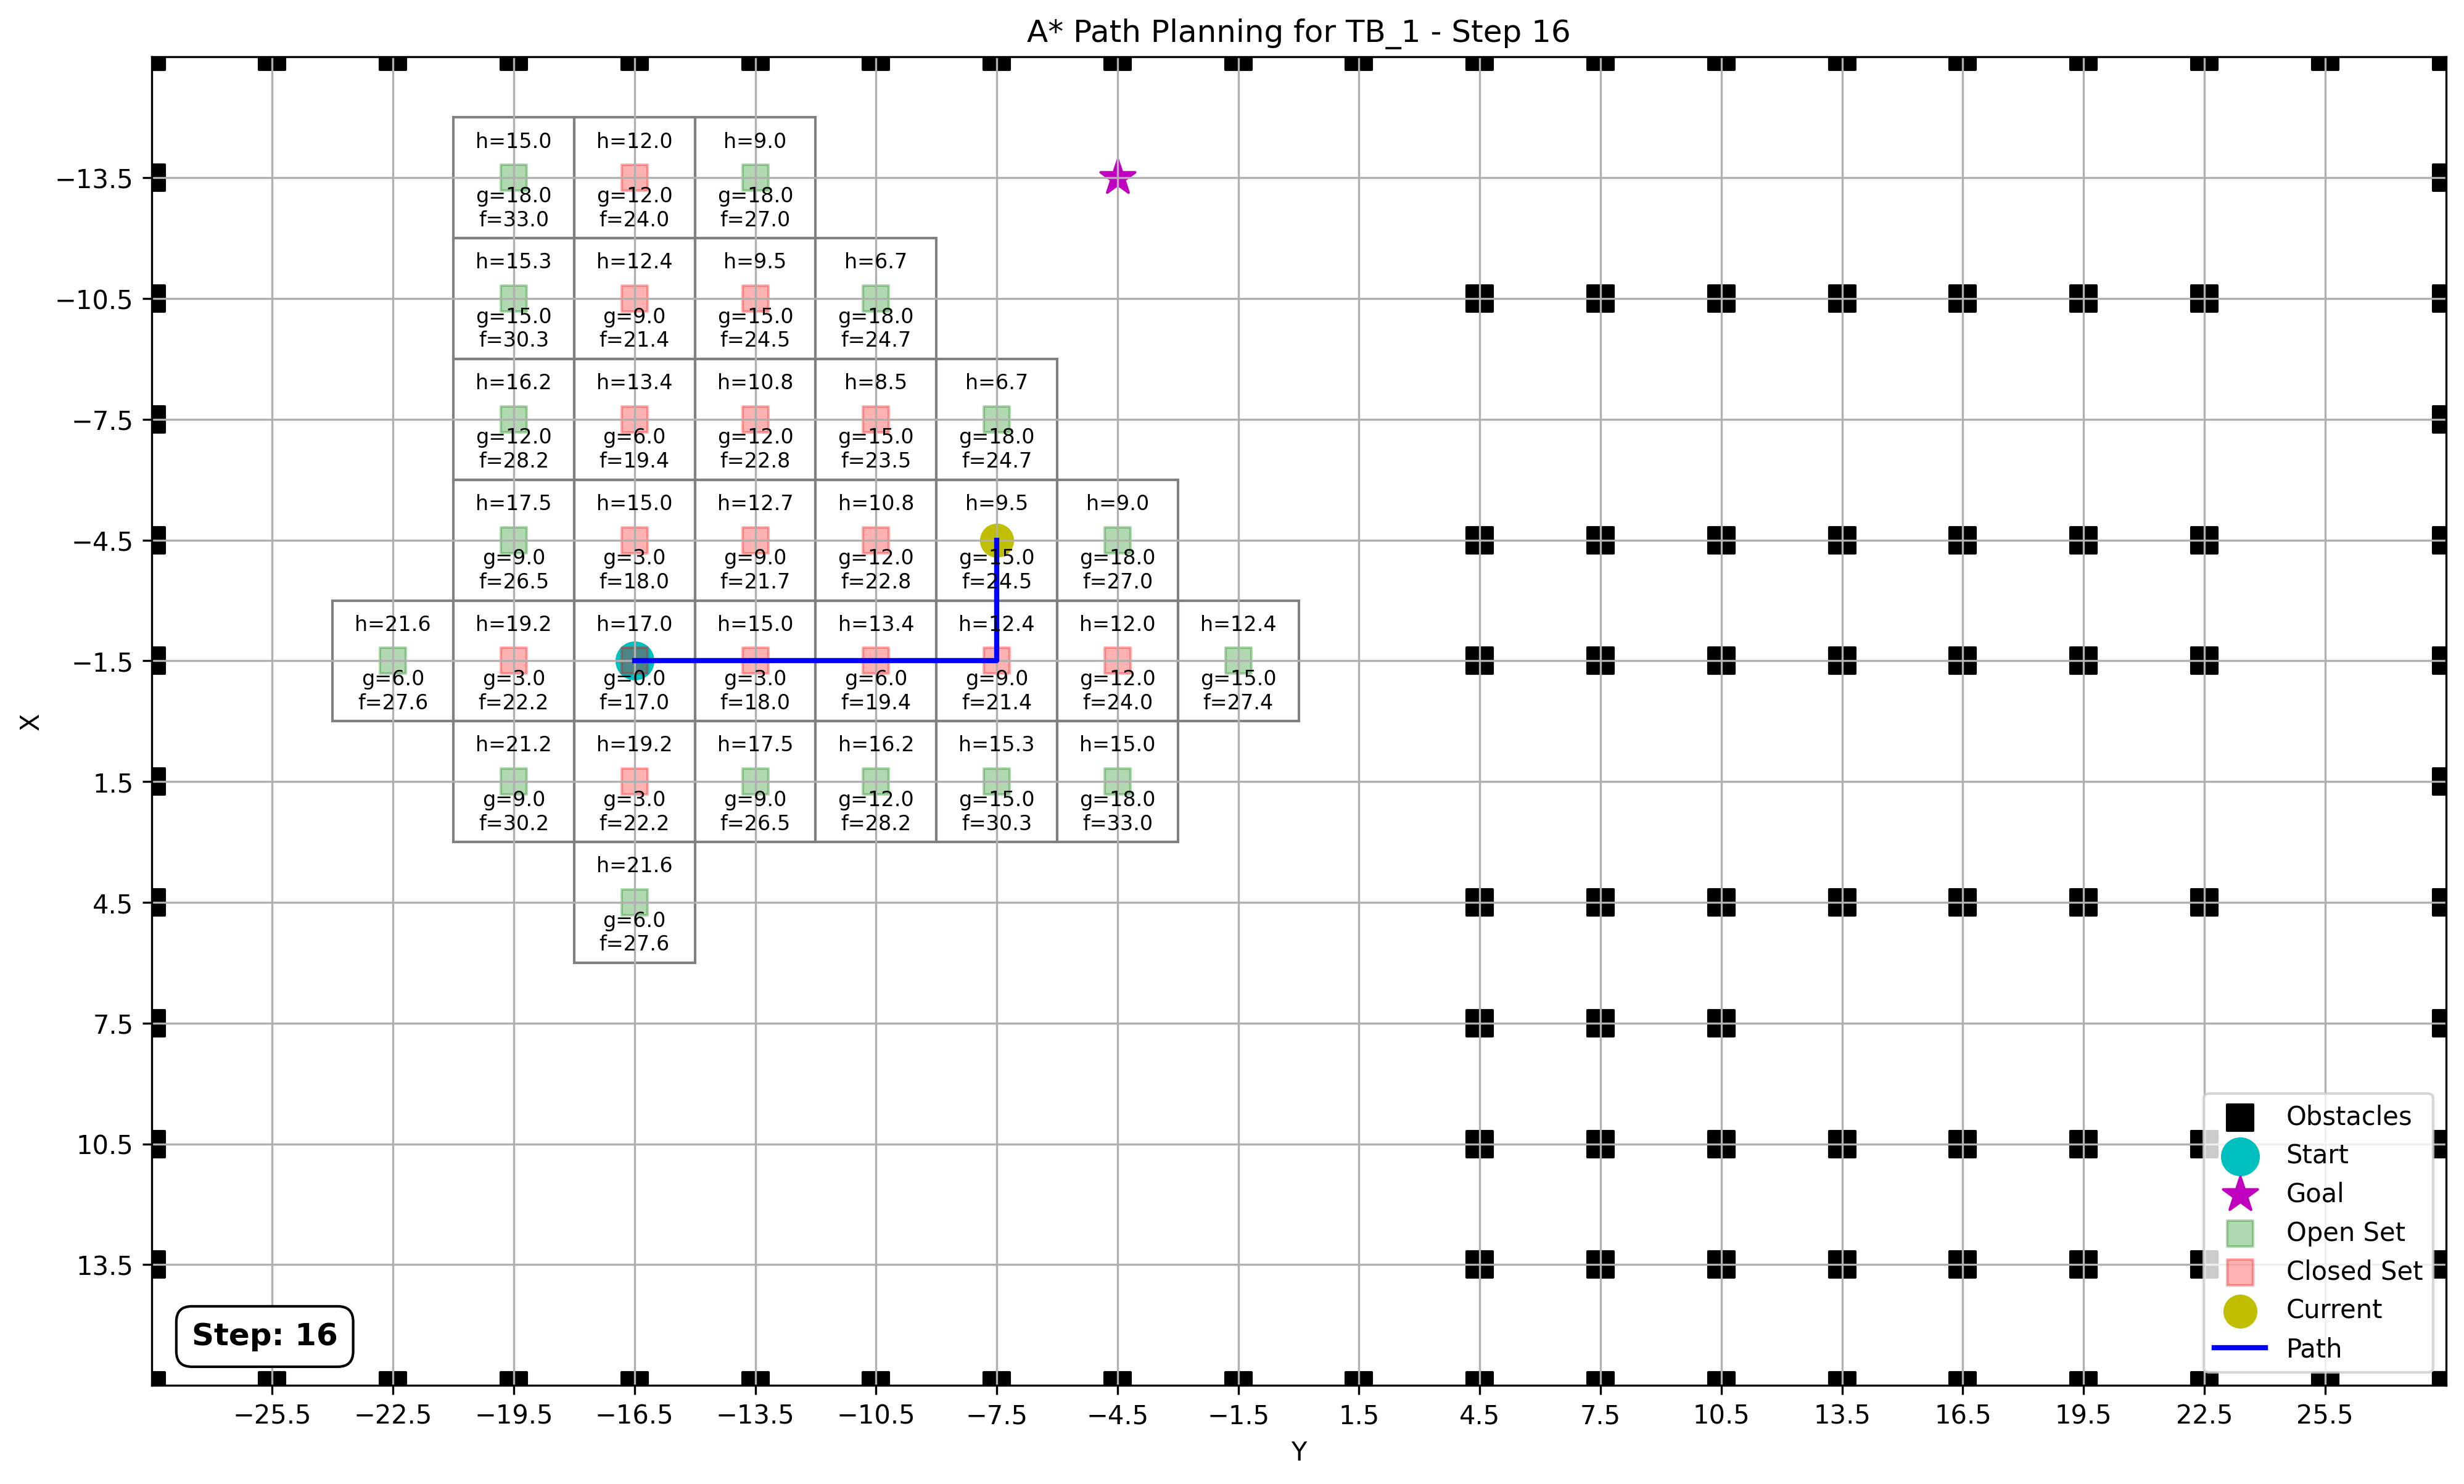 A* Path Planning for TB_1 - Step 16
h=15.0 h=12.0 h=9.0
−13.5
g=18.0 g=12.0 g=18.0
f=33.0 f=24.0 f=27.0
h=15.3 h=12.4 h=9.5 h=6.7
−10.5
g=15.0 g=9.0 g=15.0 g=18.0
f=30.3 f=21.4 f=24.5 f=24.7
h=16.2 h=13.4 h=10.8 h=8.5 h=6.7
−7.5
g=12.0 g=6.0 g=12.0 g=15.0 g=18.0
f=28.2 f=19.4 f=22.8 f=23.5 f=24.7
h=17.5 h=15.0 h=12.7 h=10.8 h=9.5 h=9.0
−4.5
g=9.0 g=3.0 g=9.0 g=12.0 g=15.0 g=18.0
f=26.5 f=18.0 f=21.7 f=22.8 f=24.5 f=27.0
h=21.6 h=19.2 h=17.0 h=15.0 h=13.4 h=12.4 h=12.0 h=12.4
−1.5
g=6.0 g=3.0 g=0.0 g=3.0 g=6.0 g=9.0 g=12.0 g=15.0
f=27.6 f=22.2 f=17.0 f=18.0 f=19.4 f=21.4 f=24.0 f=27.4
X
h=21.2 h=19.2 h=17.5 h=16.2 h=15.3 h=15.0
1.5
g=9.0 g=3.0 g=9.0 g=12.0 g=15.0 g=18.0
f=30.2 f=22.2 f=26.5 f=28.2 f=30.3 f=33.0
h=21.6
4.5
g=6.0
f=27.6
7.5
10.5
13.5
Obstacles
Start
Goal
Open Set
Closed Set
Current
Path
Step: 16
−25.5 −22.5 −19.5 −16.5 −13.5 −10.5 −7.5 −4.5 −1.5 1.5 4.5 7.5 10.5 13.5 16.5 19.5 22.5 25.5
Y